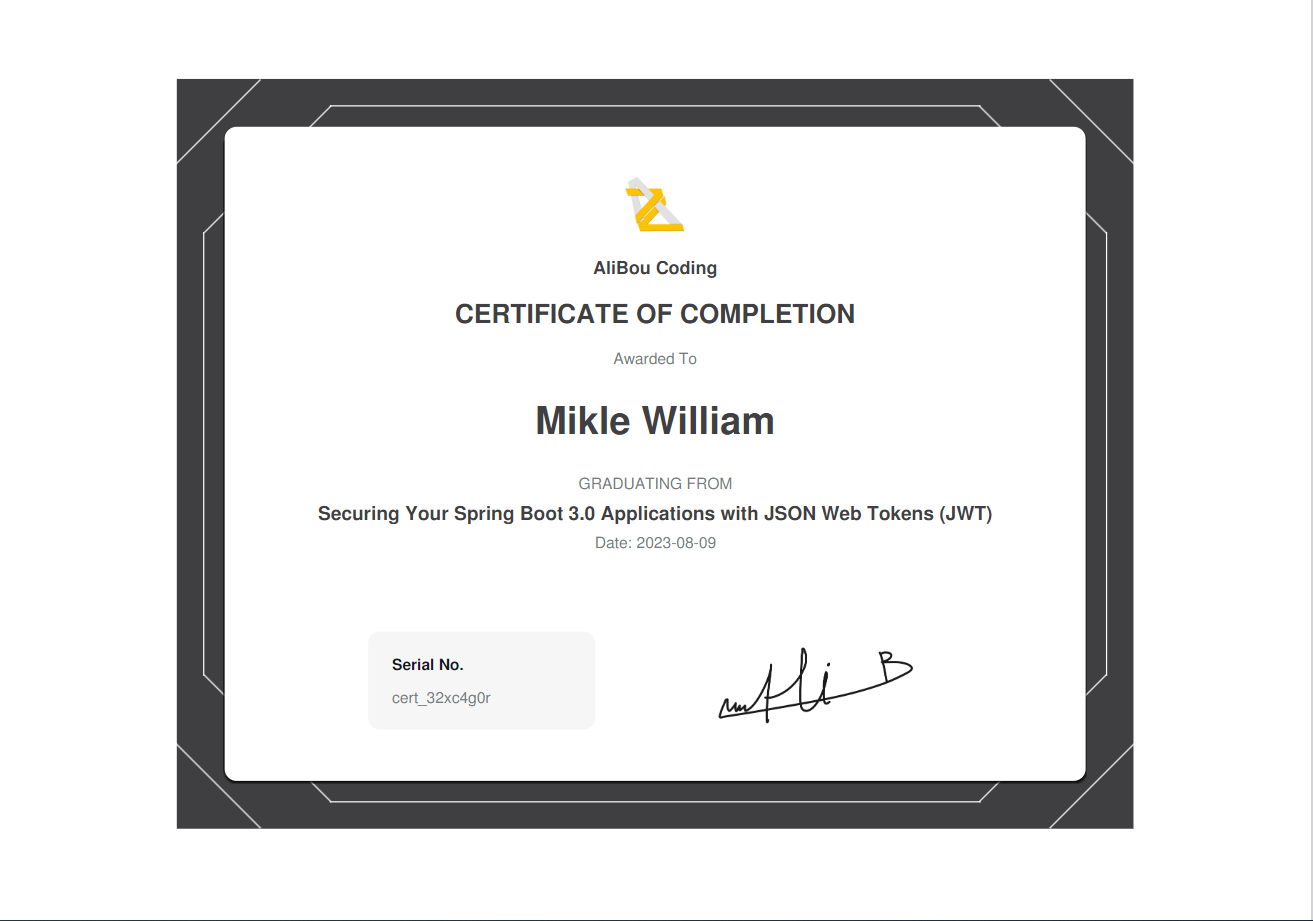 AliBou Coding
CERTIFICATE OF COMPLETION
Awarded To
Mikle William
GRADUATING FROM
Securing Your Spring Boot 3.0 Applications with JSON Web Tokens (JWT)
Date: 2023-08-09
Serial No.
cert_32xc4g0r
Ali B